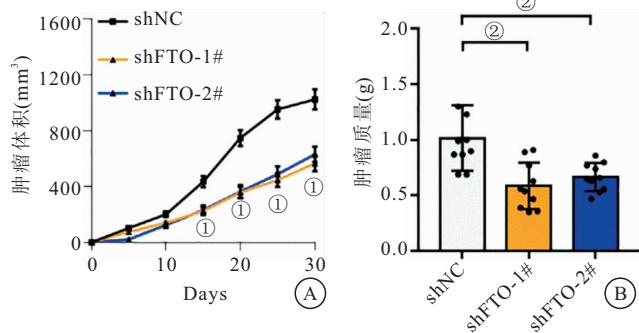 shNC
shFTO-1#
shFTO-2#
肿瘤体积(mm³)
1600
1200
800
400
0
①
①
①
①
0
10
20
30
Days
A
②
②
肿瘤质量(g)
2.0
1.5
1.0
0.5
0.0
shNC
shFTO-1#
shFTO-2#
B